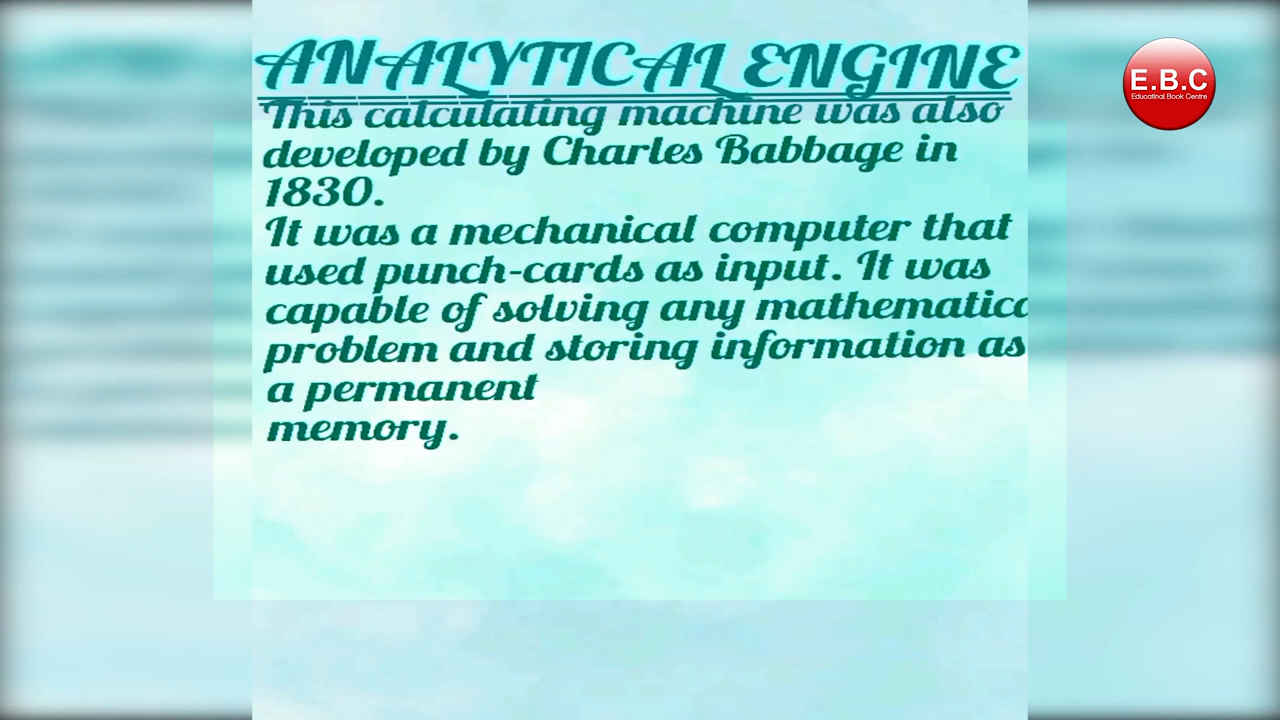 ANALYTICAL ENGINE
E.B.C
Educatinal Book Centre
This calculating machine was also
developed by Charles Babbage in
1830.
It was a mechanical computer that
used punch-cards as input. It was
capable of solving any mathematic
problem and storing information as
a permanent
memory.